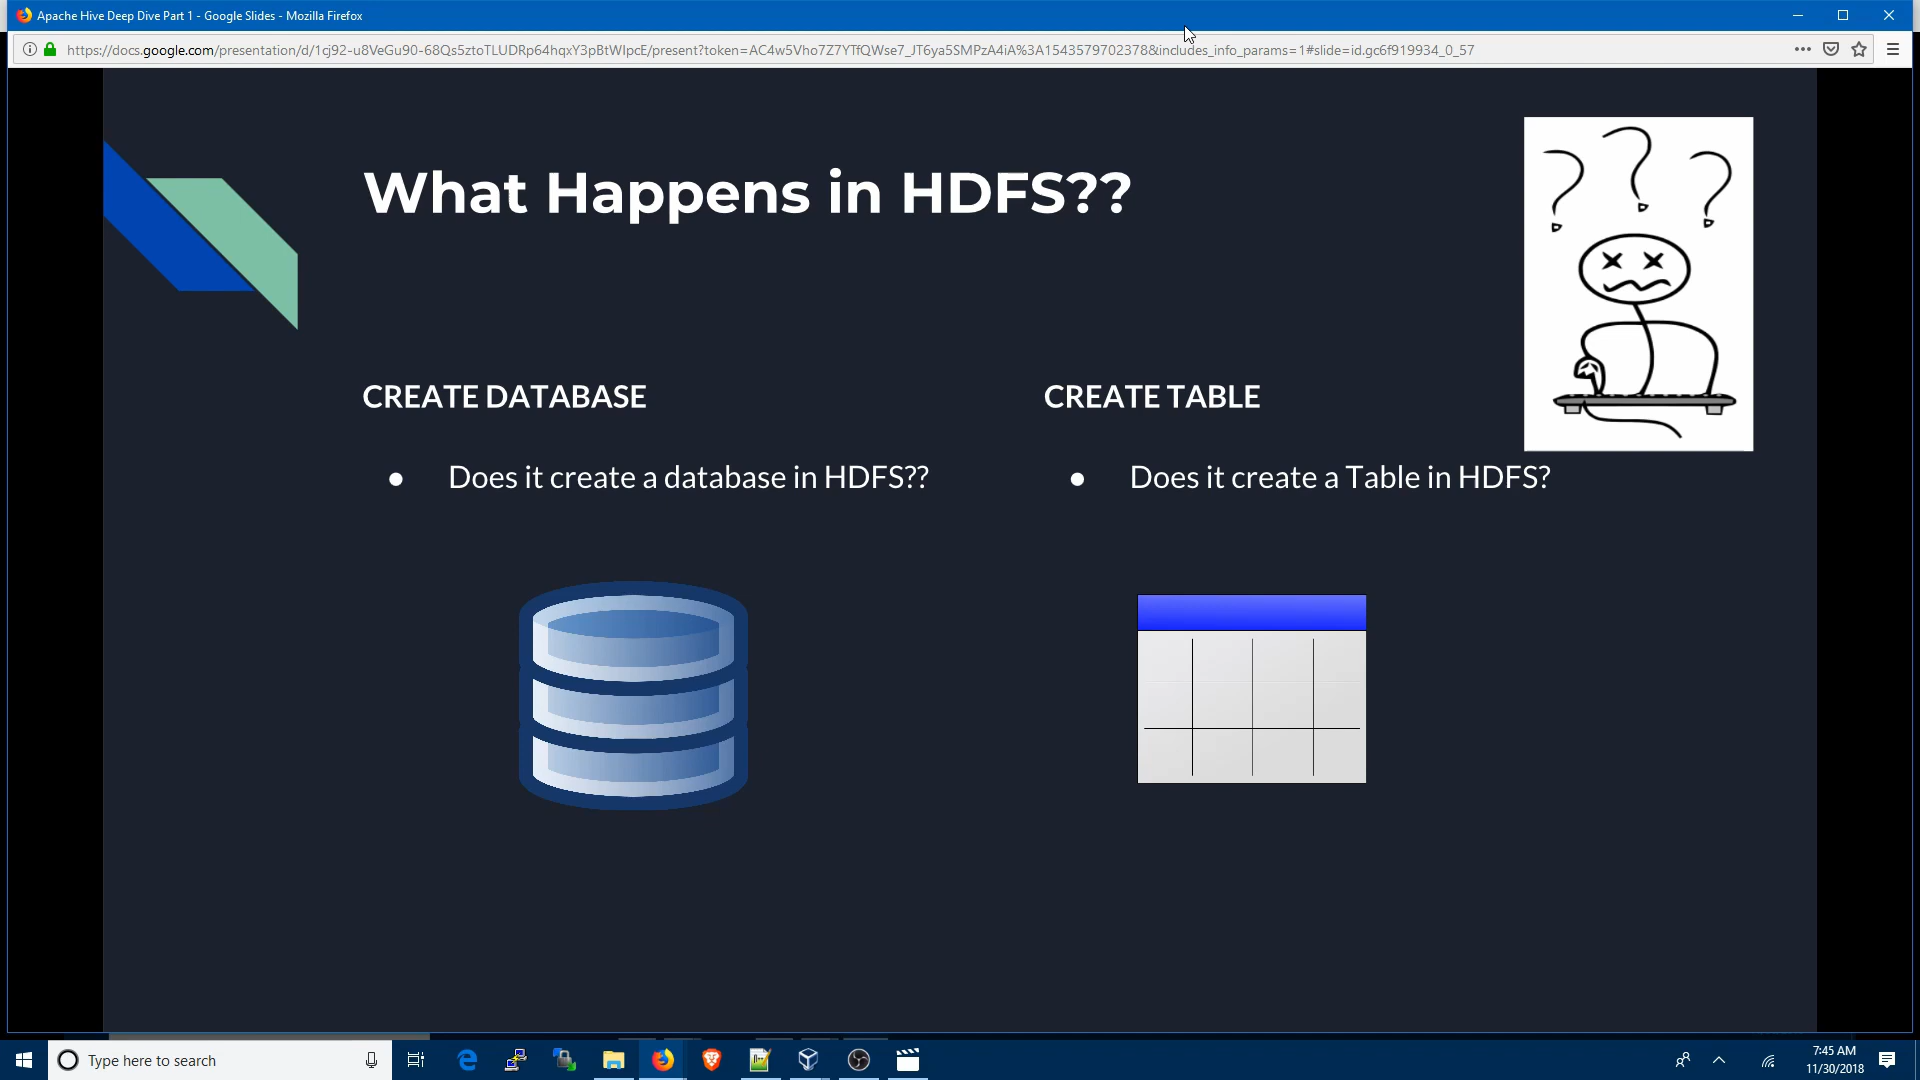 Apache Hive Deep Dive Part 1 - Google Slides - Mozilla Firefox
https://docs.google.com/presentation/d/1cj92-u8VeGu90-68Qs5ztoTLUDRp64hqxY3pBtWIpcE/present?token=AC4w5Vho7Z7YTfQWse7_JT6ya5SMPzA4iA%3A1543579702378&includes_info_params=1#slide=id.gc6f919934_0_57
What Happens in HDFS??
CREATE DATABASE
● Does it create a database in HDFS??
CREATE TABLE
● Does it create a Table in HDFS?
Type here to search
7:45 AM
11/30/2018